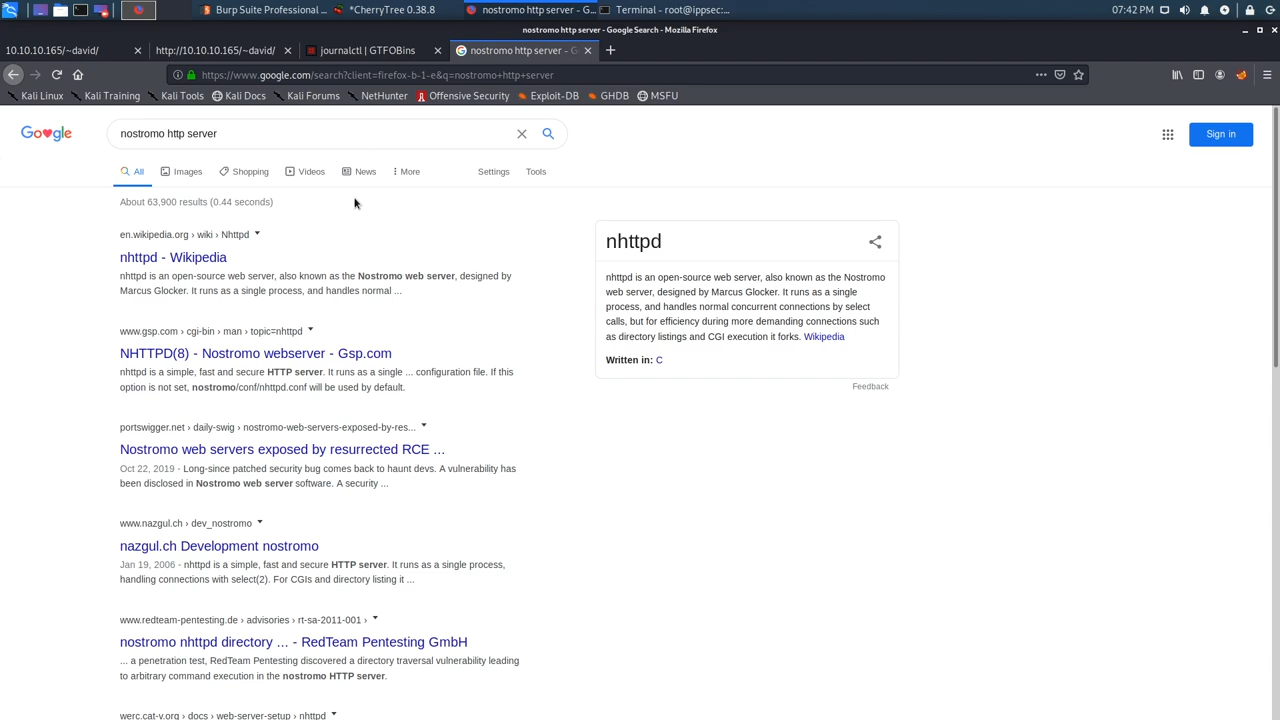 Burp Suite Professional ...
*CherryTree 0.38.8
nostromo http server - G...
Terminal - root@ippsec:...
07:42 PM
nostromo http server - Google Search - Mozilla Firefox
10.10.10.165/~david/
http://10.10.10.165/~david/
journalctl | GTFOBins
nostromo http server - G
https://www.google.com/search?client=firefox-b-1-e&q=nostromo+http+server
Kali Linux
Kali Training
Kali Tools
Kali Docs
Kali Forums
NetHunter
Offensive Security
Exploit-DB
GHDB
MSFU
Google
nostromo http server
Sign in
All
Images
Shopping
Videos
News
More
Settings
Tools
About 63,900 results (0.44 seconds)
en.wikipedia.org › wiki › Nhttpd
nhttpd - Wikipedia
nhttpd is an open-source web server, also known as the Nostromo web server, designed by
Marcus Glocker. It runs as a single process, and handles normal ...
www.gsp.com › cgi-bin › man › topic=nhttpd
NHTTPD(8) - Nostromo webserver - Gsp.com
nhttpd is a simple, fast and secure HTTP server. It runs as a single ... configuration file. If this
option is not set, nostromo/conf/nhttpd.conf will be used by default.
portswigger.net › daily-swig › nostromo-web-servers-exposed-by-res...
Nostromo web servers exposed by resurrected RCE ...
Oct 22, 2019 - Long-since patched security bug comes back to haunt devs. A vulnerability has
been disclosed in Nostromo web server software. A security ...
www.nazgul.ch › dev_nostromo
nazgul.ch Development nostromo
Jan 19, 2006 - nhttpd is a simple, fast and secure HTTP server. It runs as a single process,
handling connections with select(2). For CGIs and directory listing it ...
www.redteam-pentesting.de › advisories › rt-sa-2011-001 ›
nostromo nhttpd directory ... - RedTeam Pentesting GmbH
... a penetration test, RedTeam Pentesting discovered a directory traversal vulnerability leading
to arbitrary command execution in the nostromo HTTP server.
werc.cat-v.org › docs › web-server-setup › nhttpd
nhttpd
nhttpd is an open-source web server, also known as the Nostromo
web server, designed by Marcus Glocker. It runs as a single
process, and handles normal concurrent connections by select
calls, but for efficiency during more demanding connections such
as directory listings and CGI execution it forks. Wikipedia
Written in: C
Feedback